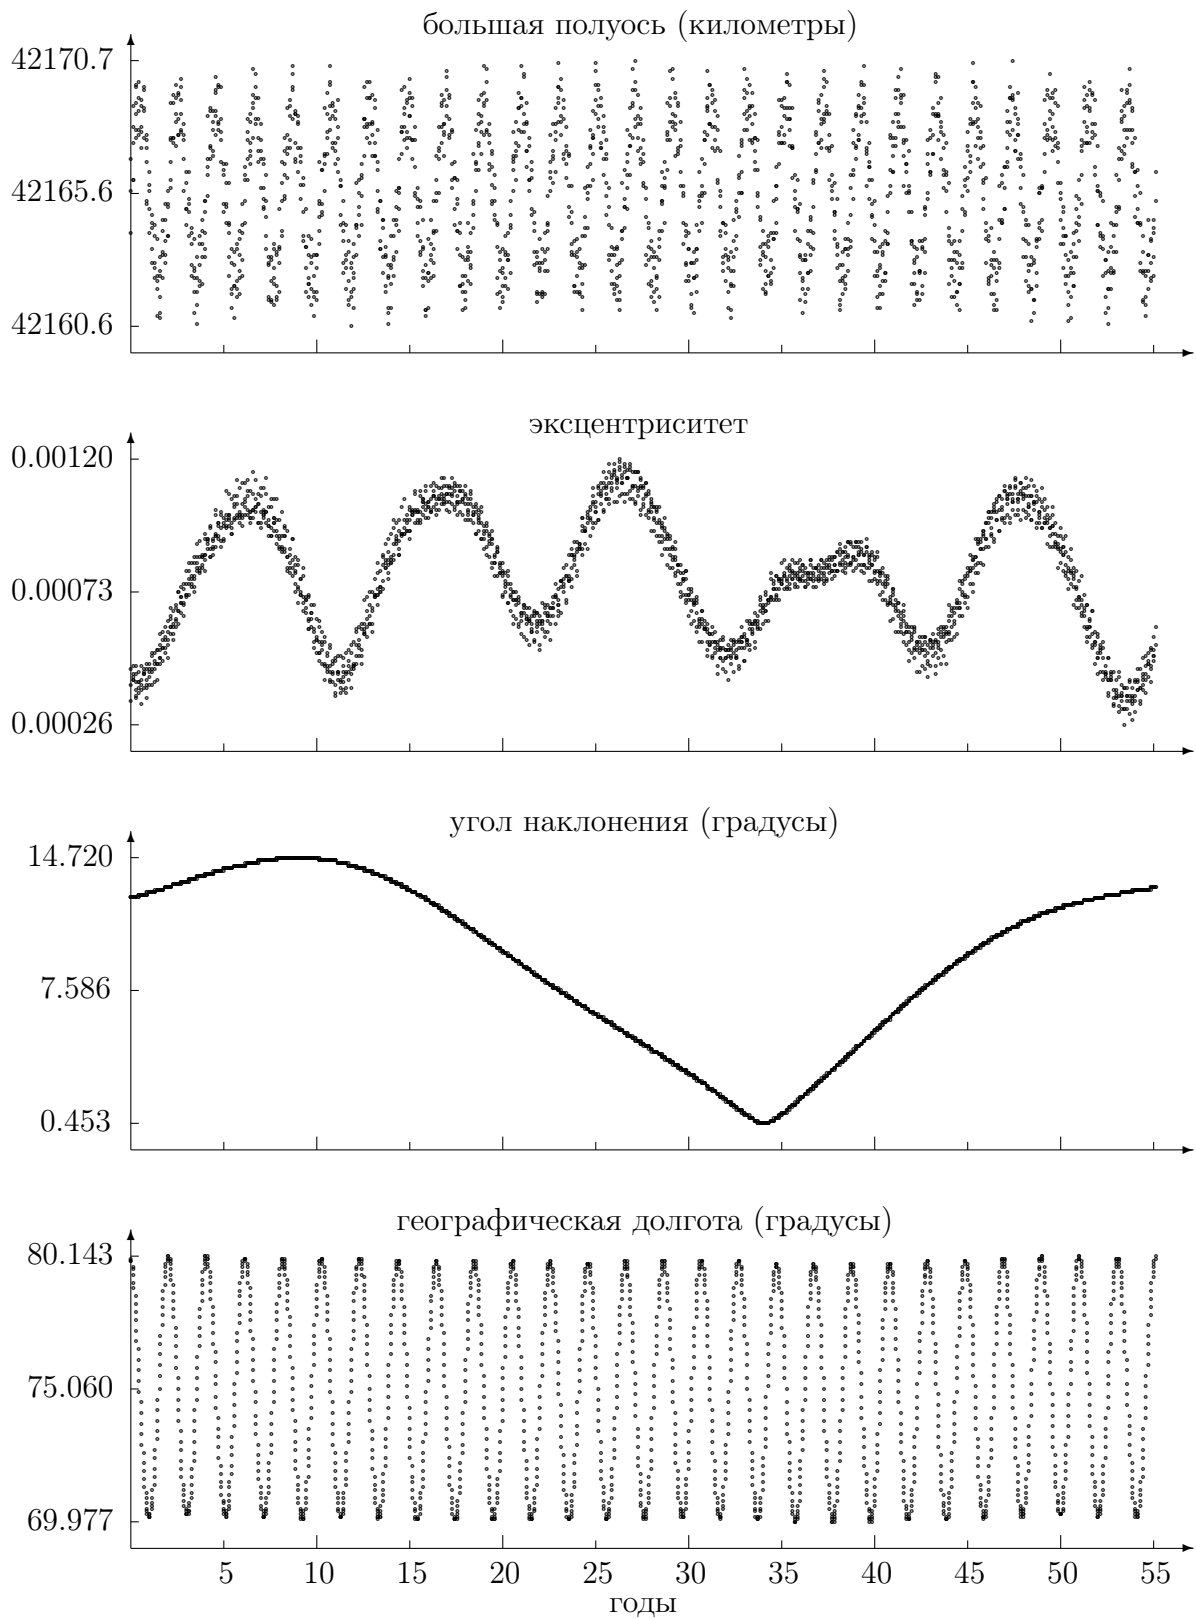 большая полуось (километры)
42170.7
42165.6
42160.6
эксцентриситет
0.00120
0.00073
0.00026
угол наклонения (градусы)
14.720
7.586
0.453
географическая долгота (градусы)
80.143
75.060
69.977
5 10 15 20 25 30 35 40 45 50 55
годы